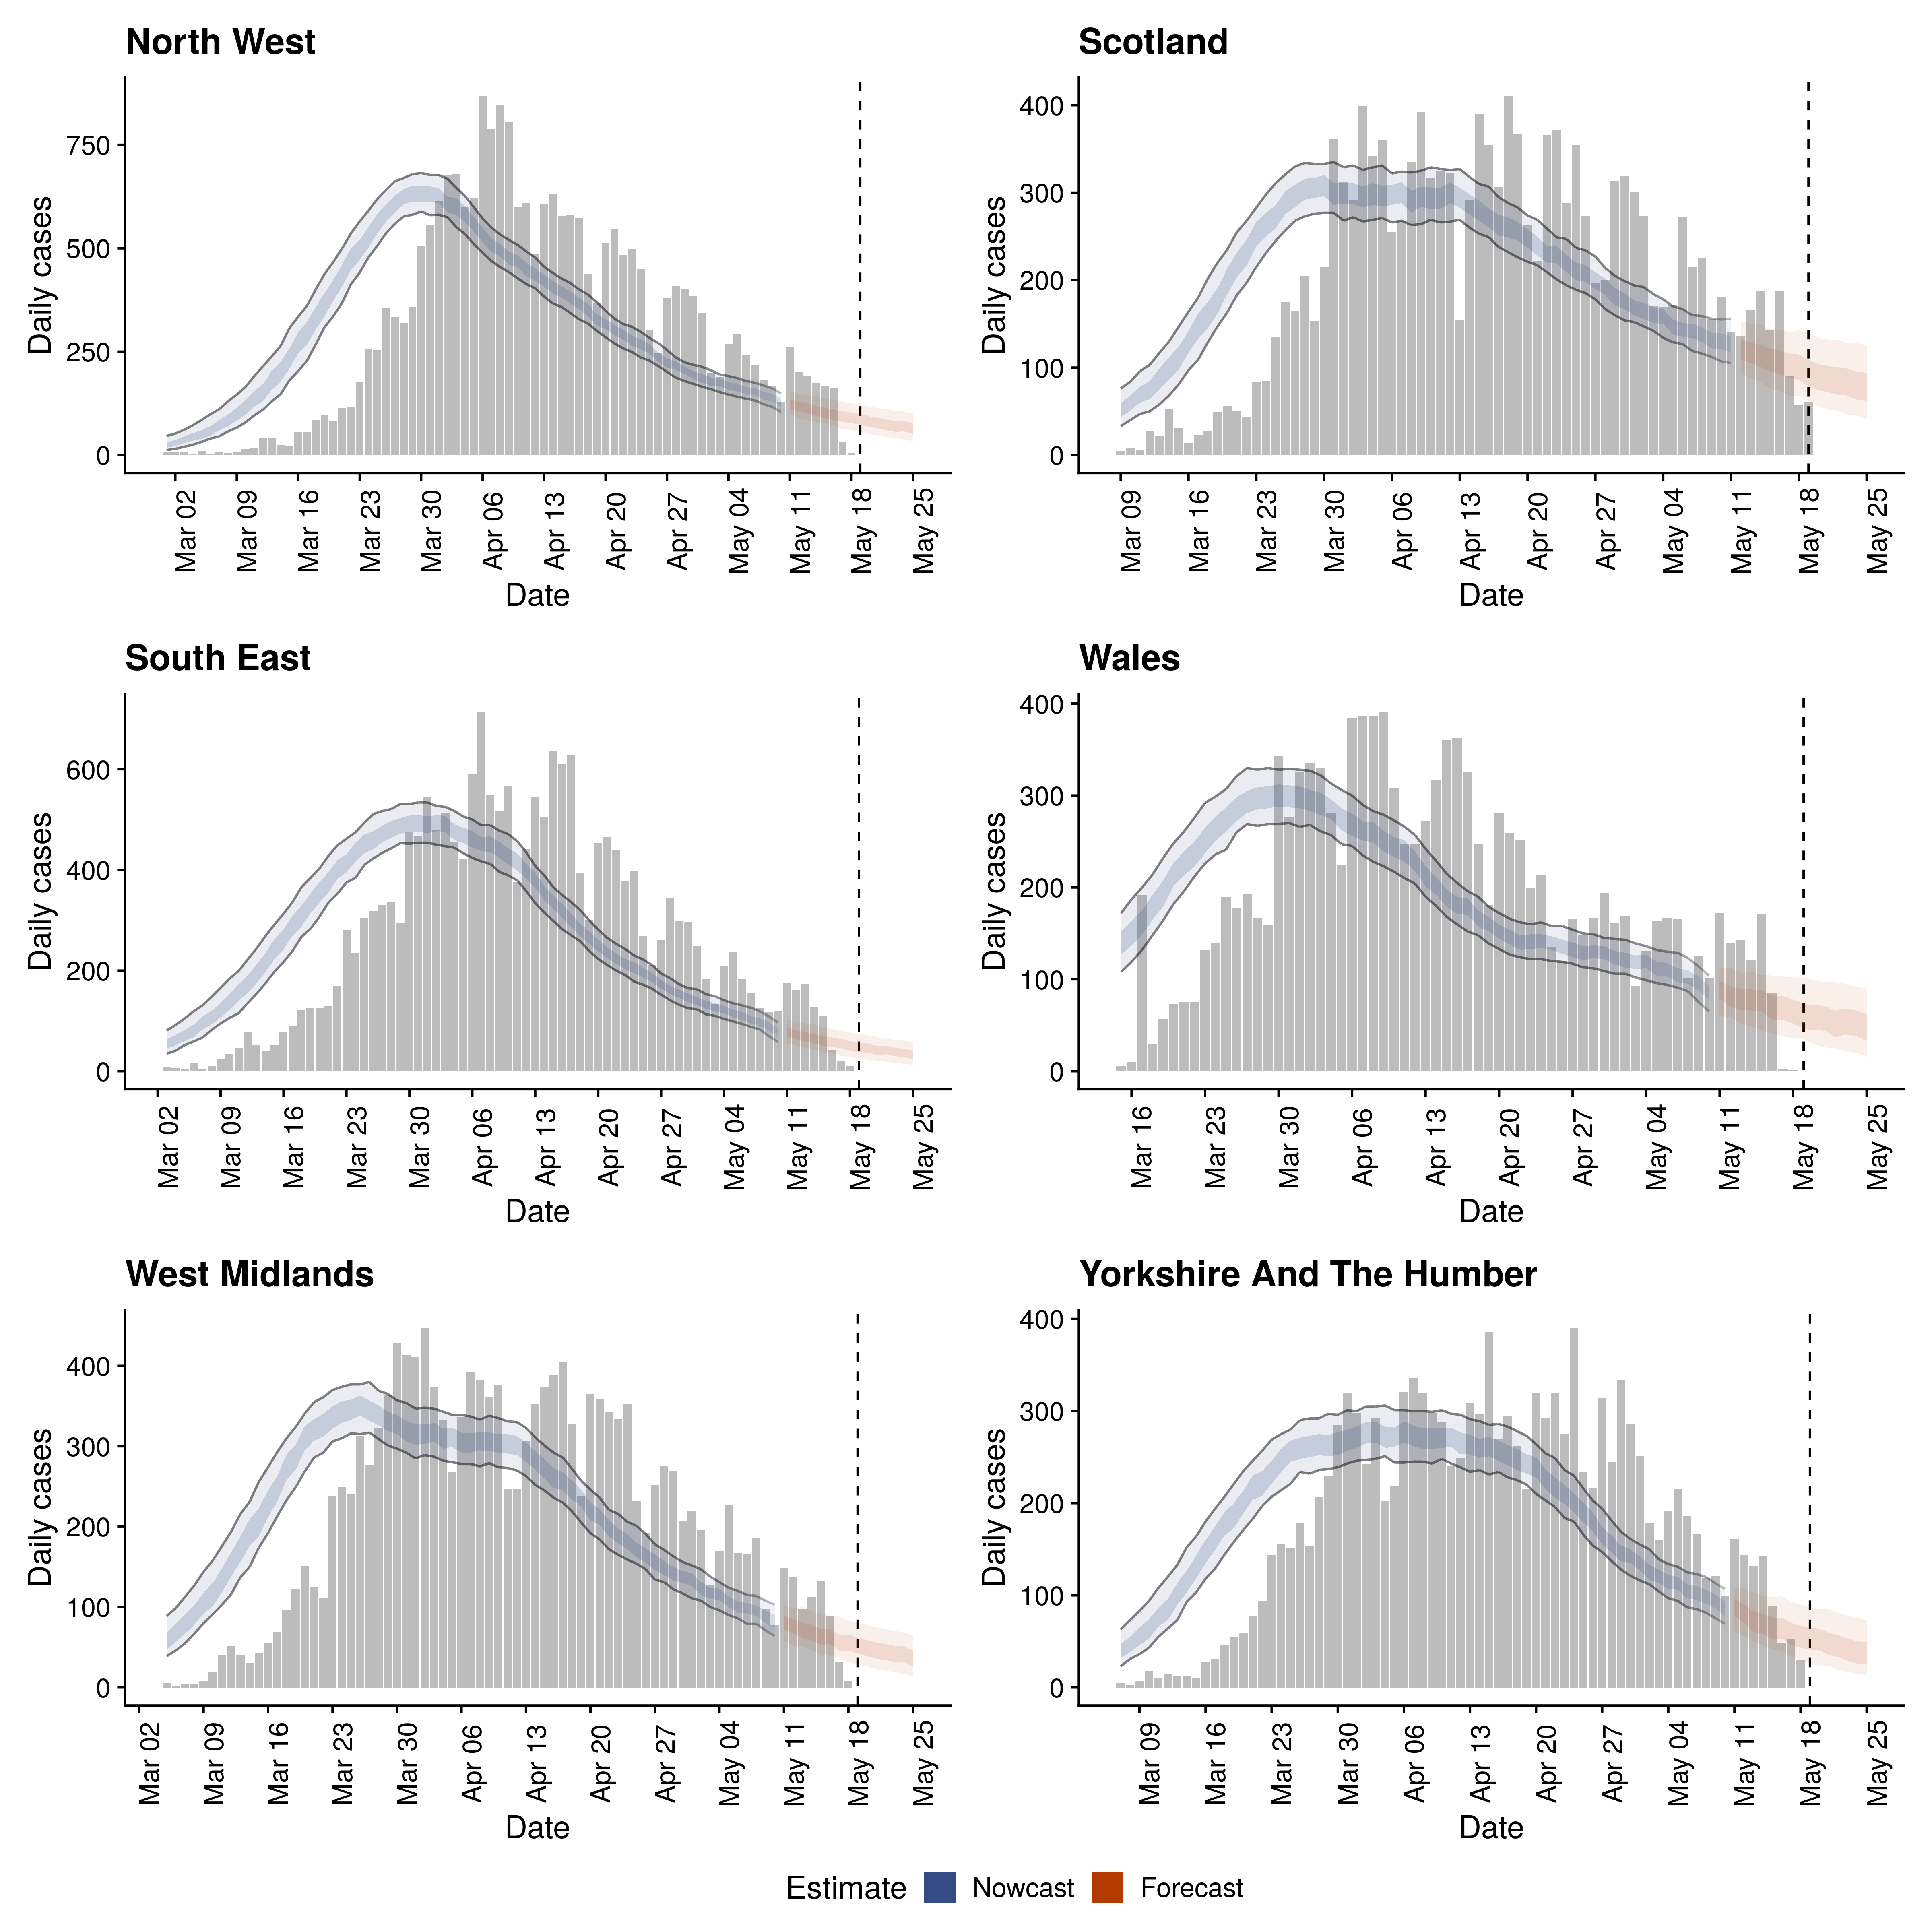 North West
Daily cases
750
500
250
0
Mar 02 Mar 09 Mar 16 Mar 23 Mar 30 Apr 06 Apr 13 Apr 20 Apr 27 May 04 May 11 May 18 May 25
Date
Scotland
Daily cases
400
300
200
100
0
Mar 09 Mar 16 Mar 23 Mar 30 Apr 06 Apr 13 Apr 20 Apr 27 May 04 May 11 May 18 May 25
Date
South East
Daily cases
600
400
200
0
Mar 02 Mar 09 Mar 16 Mar 23 Mar 30 Apr 06 Apr 13 Apr 20 Apr 27 May 04 May 11 May 18 May 25
Date
Wales
Daily cases
400
300
200
100
0
Mar 16 Mar 23 Mar 30 Apr 06 Apr 13 Apr 20 Apr 27 May 04 May 11 May 18 May 25
Date
West Midlands
Daily cases
400
300
200
100
0
Mar 02 Mar 09 Mar 16 Mar 23 Mar 30 Apr 06 Apr 13 Apr 20 Apr 27 May 04 May 11 May 18 May 25
Date
Yorkshire And The Humber
Daily cases
400
300
200
100
0
Mar 09 Mar 16 Mar 23 Mar 30 Apr 06 Apr 13 Apr 20 Apr 27 May 04 May 11 May 18 May 25
Date
Estimate Nowcast Forecast